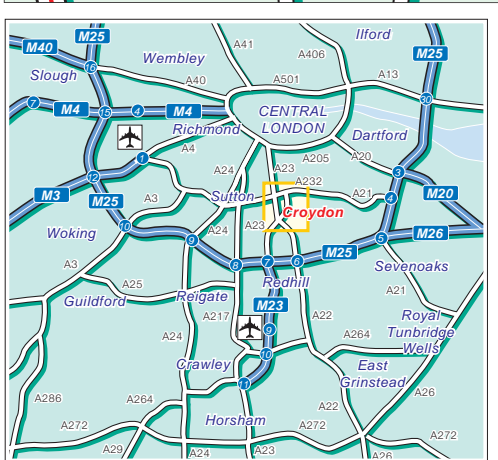 A41
A406
Ilford
M40
M25
M25
Wembley
16
Slough
A40
A501
A13
7
M4
15
4
M4
30
CENTRAL
LONDON
Richmond
Dartford
1
A4
A205
A20
A24
A23
3
12
A232
M3
M25
A3
Sutton
A21
4
M20
Croydon
10
A24
A23
M26
Woking
9
5
M25
8
7
6
A3
Sevenoaks
A25
Redhill
A21
Guildford
Reigate
M23
A217
A22
Royal
Tunbridge
Wells
9
A24
A264
10
Crawley
East
Grinstead
11
A286
A264
A26
A22
Horsham
A272
A272
A272
A29
A24
A23
A22
A26